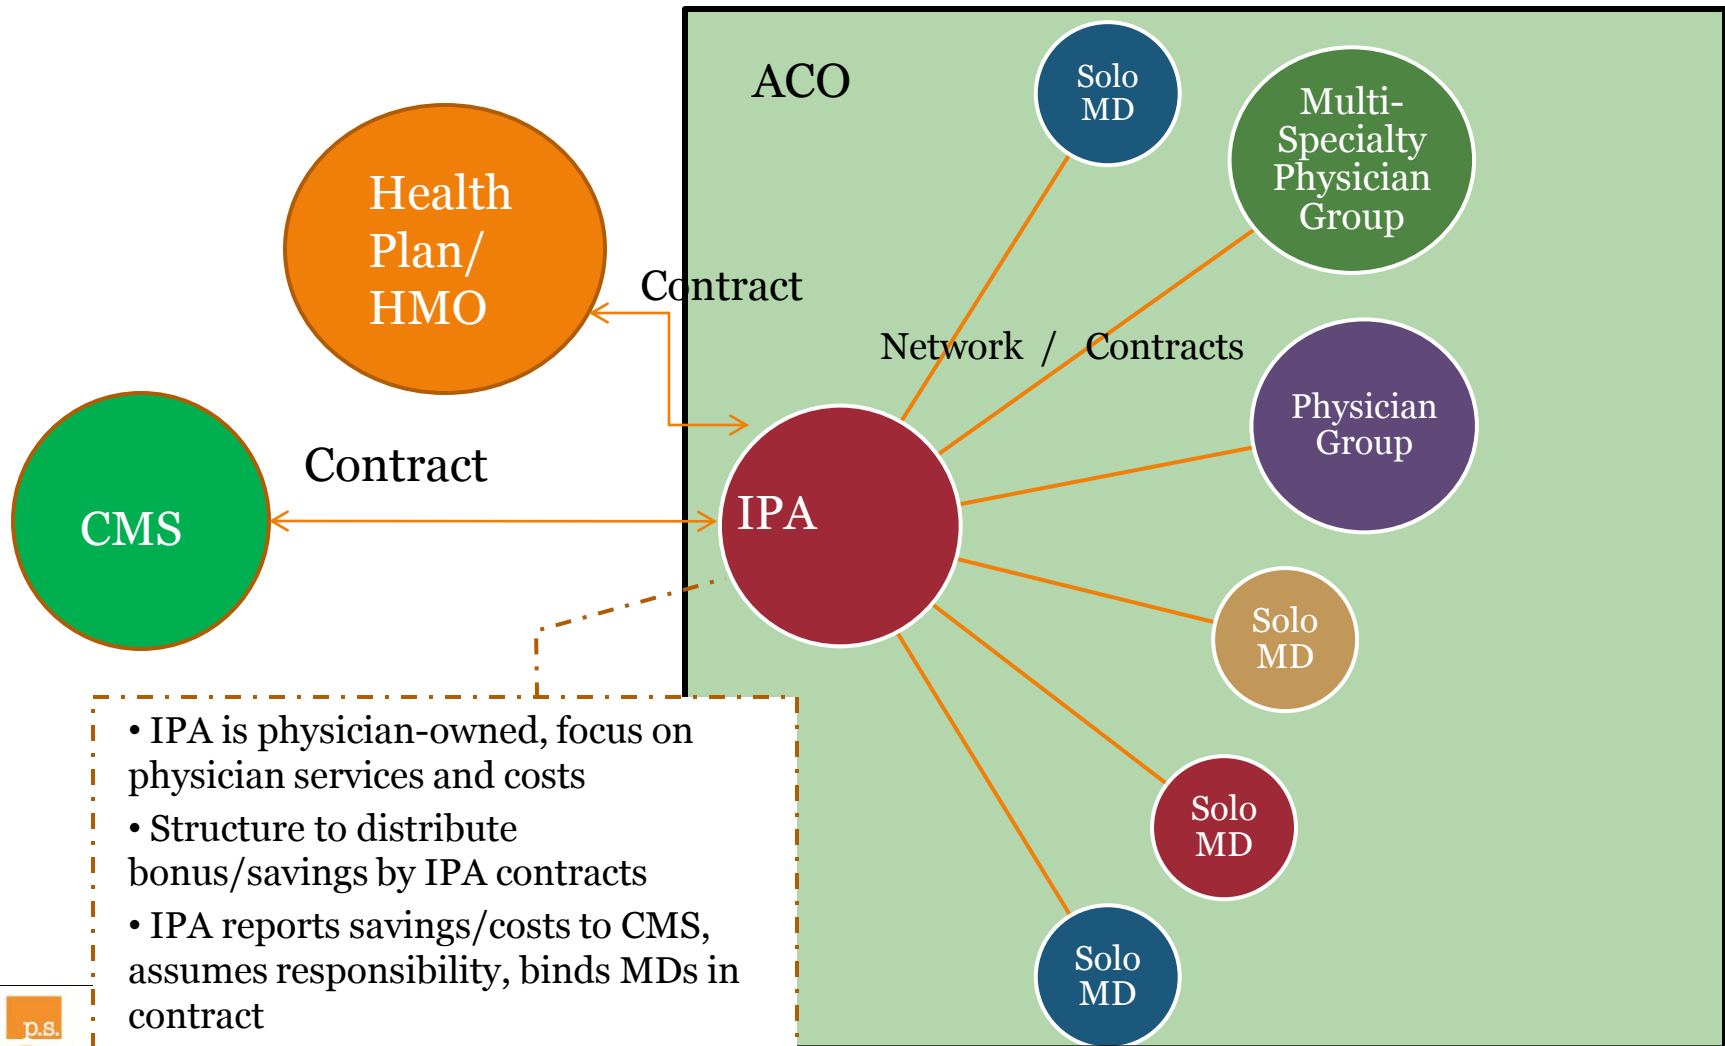 ACO
Solo
MD
Multi-
Specialty
Physician
Group
Health
Plan/
HMO
Contract
Network / Contracts
Physician
Group
Contract
CMS
IPA
Solo
MD
• IPA is physician-owned, focus on
physician services and costs
• Structure to distribute
bonus/savings by IPA contracts
• IPA reports savings/costs to CMS,
assumes responsibility, binds MDs in
contract
Solo
MD
Solo
MD
p.s.